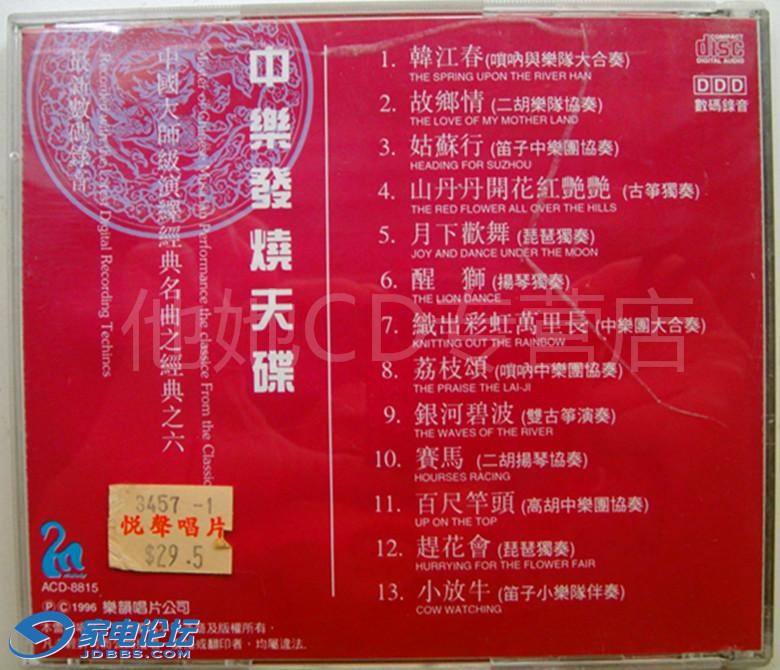 中樂發燒天碟
中國大師級演繹經典名曲之經典之六
最新數碼錄音
1. 韓江春(嗩吶與樂隊大合奏)
THE SPRING UPON THE RIVER HAN
2. 故鄉情(二胡樂隊協奏)
THE LOVE OF MY MOTHER LAND
3. 姑蘇行(笛子中樂團協奏)
HEADING FOR SUZHOU
4. 山丹丹開花紅艷艷(古箏獨奏)
THE RED FLOWER ALL OVER THE HILLS
5. 月下歡舞(琵琶獨奏)
JOY AND DANCE UNDER THE MOON
6. 醒 獅(揚琴獨奏)
THE LION DANCE
7. 織出彩虹萬里長(中樂團大合奏)
KNITTING OUT THE RAINBOW
8. 荔枝頌(嗩吶中樂團協奏)
THE PRAISE THE LAI-JI
9. 銀河碧波(雙古箏演奏)
THE WAVES OF THE RIVER
10. 賽馬(二胡揚琴協奏)
HOURSES RACING
11. 百尺竿頭(高胡中樂團協奏)
UP ON THE TOP
12. 趕花會(琵琶獨奏)
HURRYING FOR THE FLOWER FAIR
13. 小放牛(笛子小樂隊伴奏)
COW WATCHING
COMPACT
disc
DIGITAL AUDIO
DDD
數碼錄音
3457 -1
悦聲唱片
$29.5
ACD-8815
P C 1996 樂韻唱片公司
及版權所有,
或翻印者,均屬違法.
家电论坛
JDBBS.COM